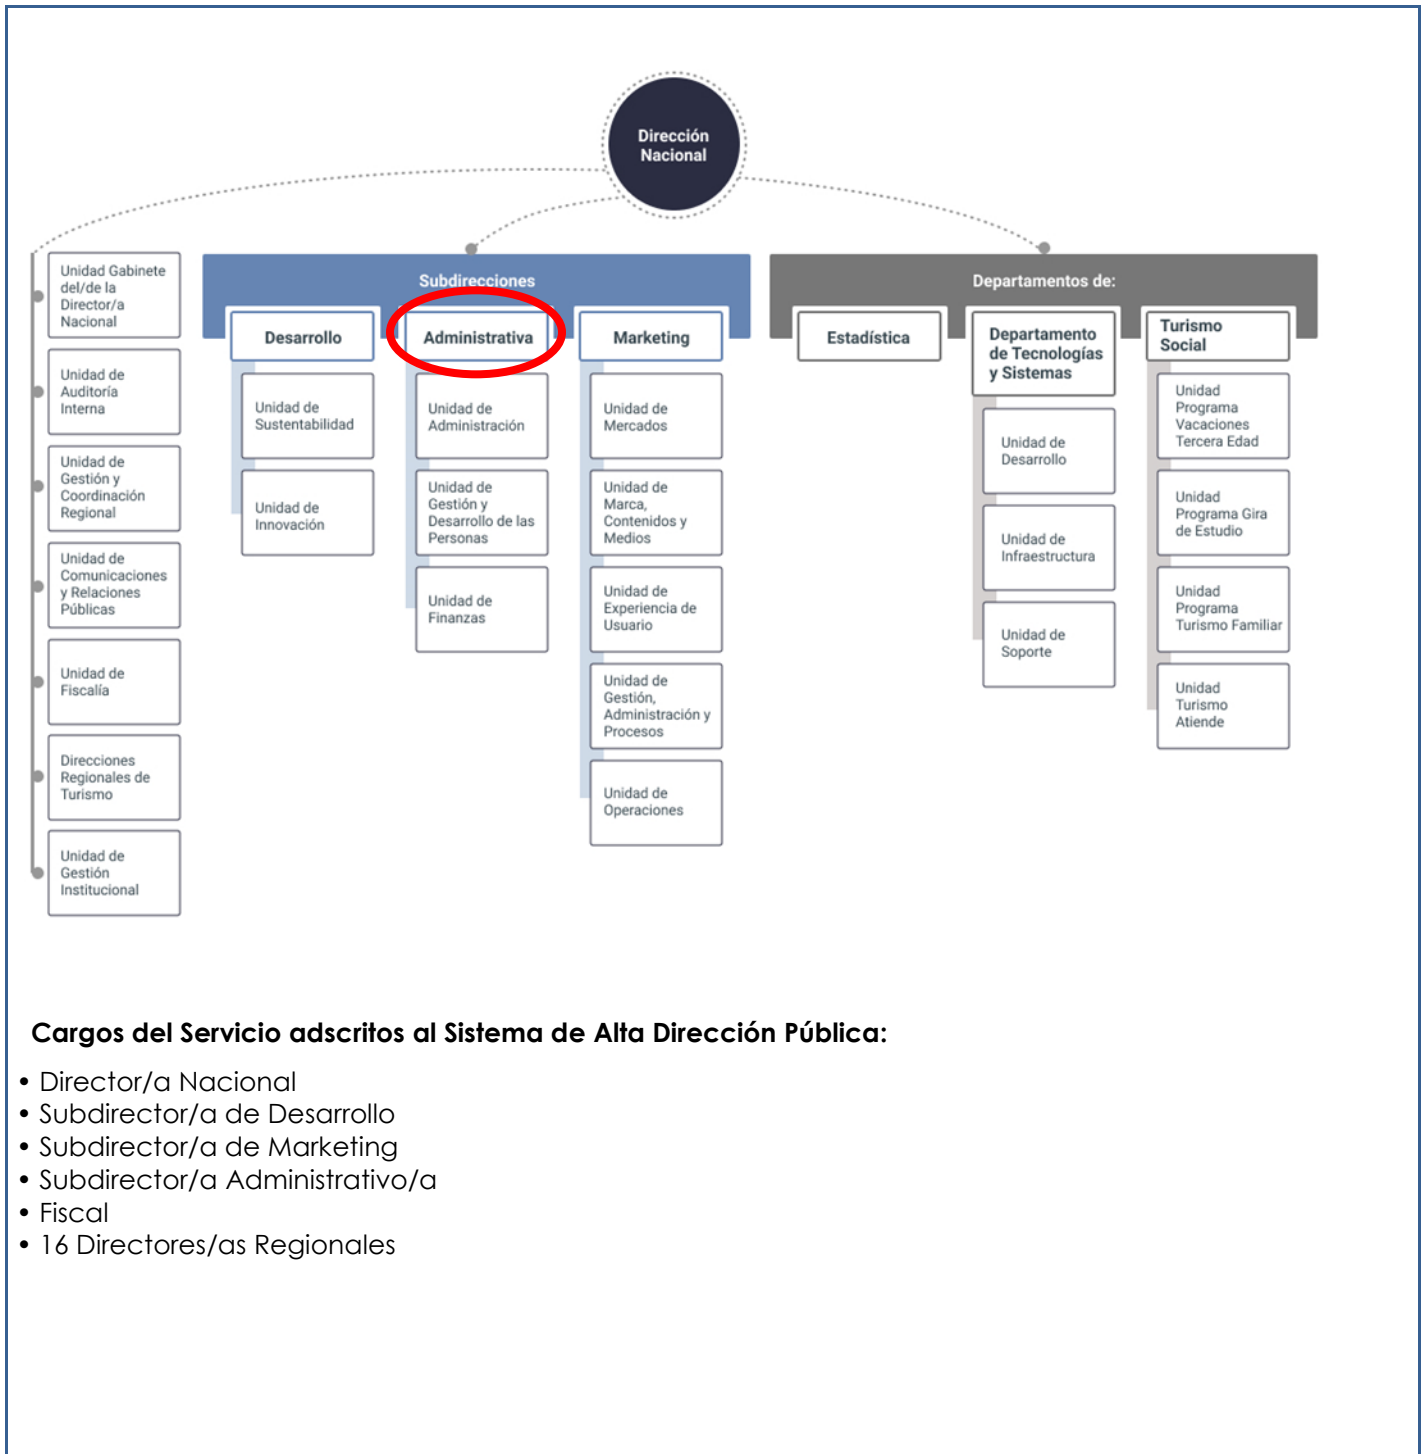 Dirección
Nacional
Unidad Gabinete
del/de la
Director/a
Nacional
Unidad de
Auditoría
Interna
Unidad de
Gestión y
Coordinación
Regional
Unidad de
Comunicaciones
y Relaciones
Públicas
Unidad de
Fiscalía
Direcciones
Regionales de
Turismo
Unidad de
Gestión
Institucional
Subdirecciones
Desarrollo
Unidad de
Sustentabilidad
Unidad de
Innovación
Administrativa
Unidad de
Administración
Unidad de
Gestión y
Desarrollo de las
Personas
Unidad de
Finanzas
Marketing
Unidad de
Mercados
Unidad de
Marca,
Contenidos y
Medios
Unidad de
Experiencia de
Usuario
Unidad de
Gestión,
Administración y
Procesos
Unidad de
Operaciones
Departamentos de:
Estadística
Departamento
de Tecnologías
y Sistemas
Unidad de
Desarrollo
Unidad de
Infraestructura
Unidad de
Soporte
Turismo
Social
Unidad
Programa
Vacaciones
Tercera Edad
Unidad
Programa Gira
de Estudio
Unidad
Programa
Turismo Familiar
Unidad
Turismo
Atiende
Cargos del Servicio adscritos al Sistema de Alta Dirección Pública:
• Director/a Nacional
• Subdirector/a de Desarrollo
• Subdirector/a de Marketing
• Subdirector/a Administrativo/a
• Fiscal
• 16 Directores/as Regionales